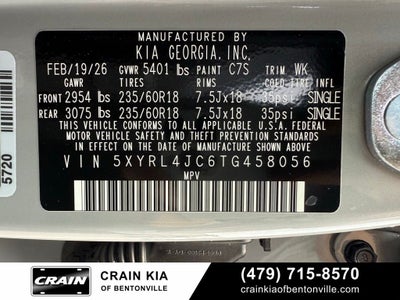 MANUFACTURED BY
KIA GEORGIA, INC.
FEB/19/26 GVWR 5401 lbs PAINT C7S TRIM WK
GAWR TIRE RIM COLD TIRE INFL
FRONT 2954 lbs 235/60R18 7.5Jx18 35psi SINGLE
REAR 3075 lbs 235/60R18 7.5Jx18 35psi SINGLE
THIS VEHICLE CONFORMS TO ALL APPLICABLE U.S.A. FEDERAL
MOTOR VEHICLE SAFETY, BUMPER,
AND THEFT PREVENTION STANDARDS
IN EFFECT ON THE DATE OF MANUFACTURE SHOWN ABOVE.
VIN 5XYRL4JC6TG458056
MPV
5720
CRAIN
CRAIN KIA
OF BENTONVILLE
(479) 715-8570
crainkiaofbentonville.com